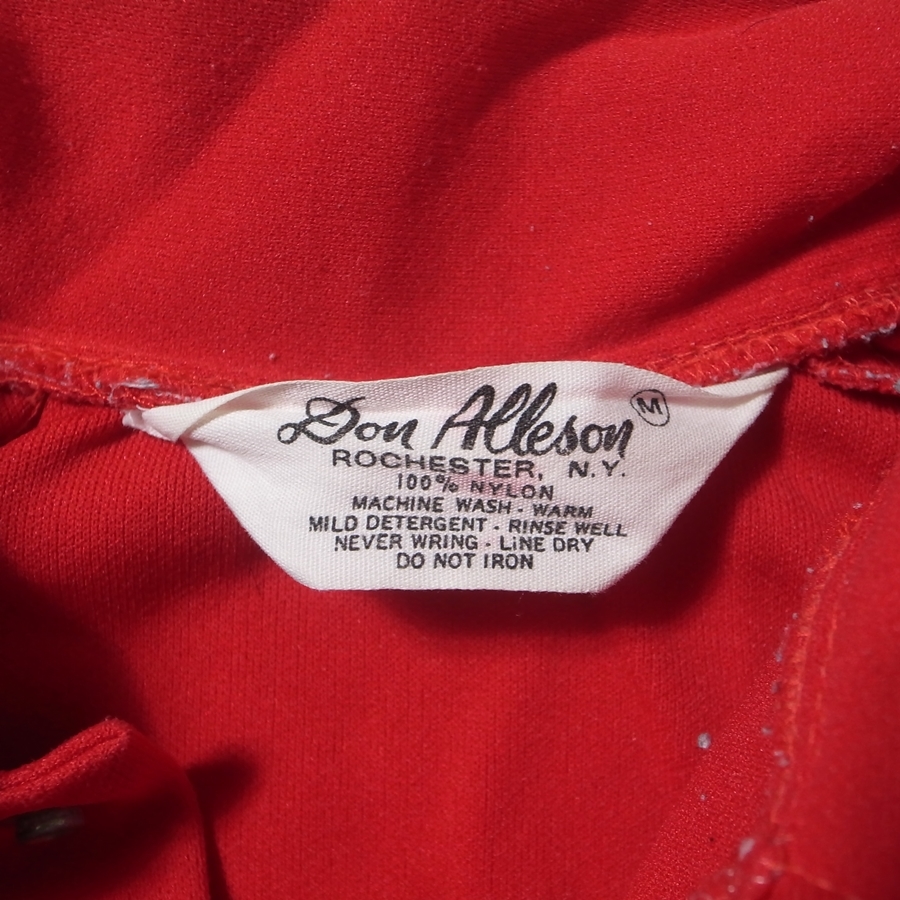 Don Alleson M
ROCHESTER, N.Y.
100% NYLON
MACHINE WASH - WARM
MILD DETERGENT - RINSE WELL
NEVER WRING - LiNE DRY
DO NOT IRON